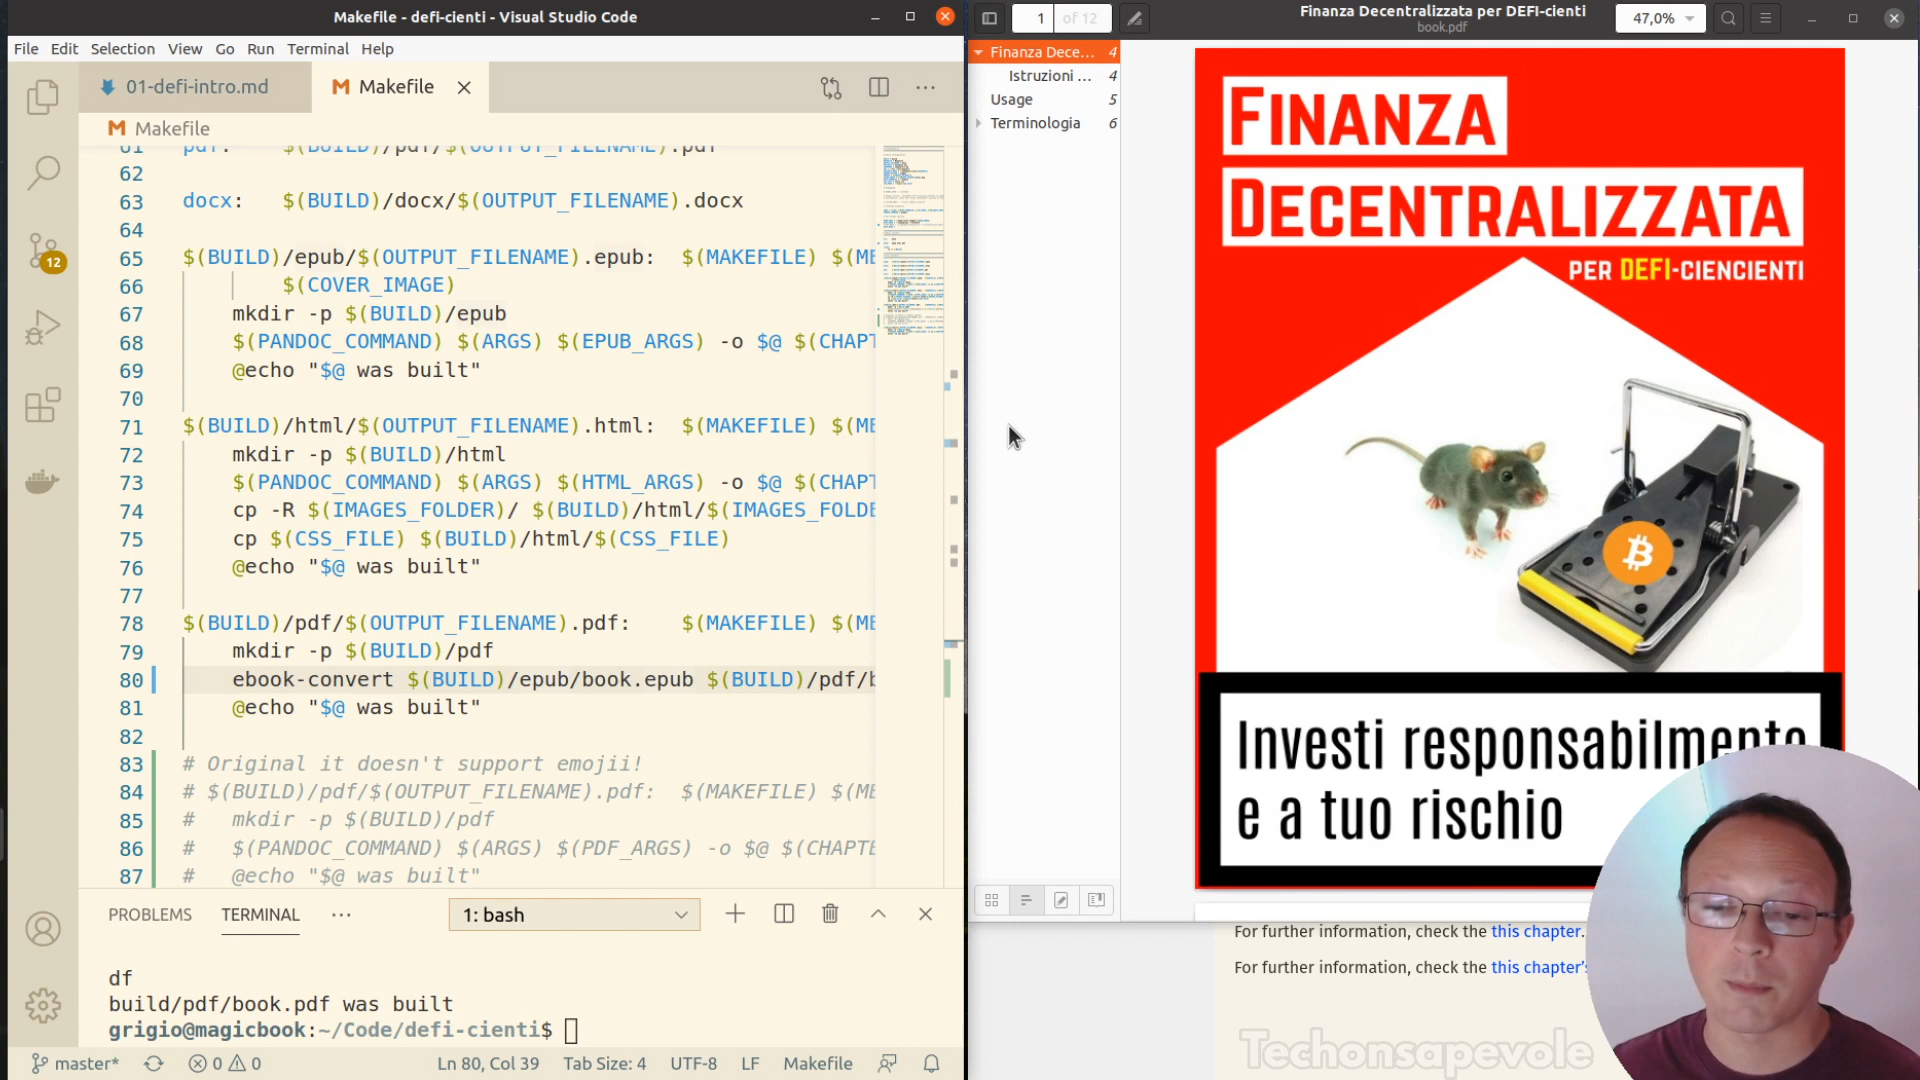 Makefile - defi-cienti - Visual Studio Code
File Edit Selection View Go Run Terminal Help
01-defi-intro.md
M Makefile
M Makefile
61 pdf: $(BUILD)/pdf/$(OUTPUT_FILENAME).pdf
62
63 docx: $(BUILD)/docx/$(OUTPUT_FILENAME).docx
64
65 $(BUILD)/epub/$(OUTPUT_FILENAME).epub: $(MAKEFILE) $(ME
66 $(COVER_IMAGE)
67 mkdir -p $(BUILD)/epub
68 $(PANDOC_COMMAND) $(ARGS) $(EPUB_ARGS) -o $@ $(CHAPT
69 @echo "$@ was built"
70
71 $(BUILD)/html/$(OUTPUT_FILENAME).html: $(MAKEFILE) $(ME
72 mkdir -p $(BUILD)/html
73 $(PANDOC_COMMAND) $(ARGS) $(HTML_ARGS) -o $@ $(CHAPT
74 cp -R $(IMAGES_FOLDER)/ $(BUILD)/html/$(IMAGES_FOLDE
75 cp $(CSS_FILE) $(BUILD)/html/$(CSS_FILE)
76 @echo "$@ was built"
77
78 $(BUILD)/pdf/$(OUTPUT_FILENAME).pdf: $(MAKEFILE) $(ME
79 mkdir -p $(BUILD)/pdf
80 ebook-convert $(BUILD)/epub/book.epub $(BUILD)/pdf/b
81 @echo "$@ was built"
82
83 # Original it doesn't support emojii!
84 # $(BUILD)/pdf/$(OUTPUT_FILENAME).pdf: $(MAKEFILE) $(ME
85 # mkdir -p $(BUILD)/pdf
86 # $(PANDOC_COMMAND) $(ARGS) $(PDF_ARGS) -o $@ $(CHAPTE
87 # @echo "$@ was built"
12
PROBLEMS TERMINAL ···
1: bash
df
build/pdf/book.pdf was built
grigio@magicbook:~/Code/defi-cienti$
master* 0 0 Ln 80, Col 39 Tab Size: 4 UTF-8 LF Makefile
1 of 12
Finanza Decentralizzata per DEFI-cienti
book.pdf
47,0%
Finanza Dece... 4
Istruzioni ... 4
Usage 5
Terminologia 6
FINANZA
DECENTRALIZZATA
PER DEFI-CIENCIENTI
Investi responsabilmente
e a tuo rischio
For further information, check the this chapter.
For further information, check the this chapter's
Techonsapevole